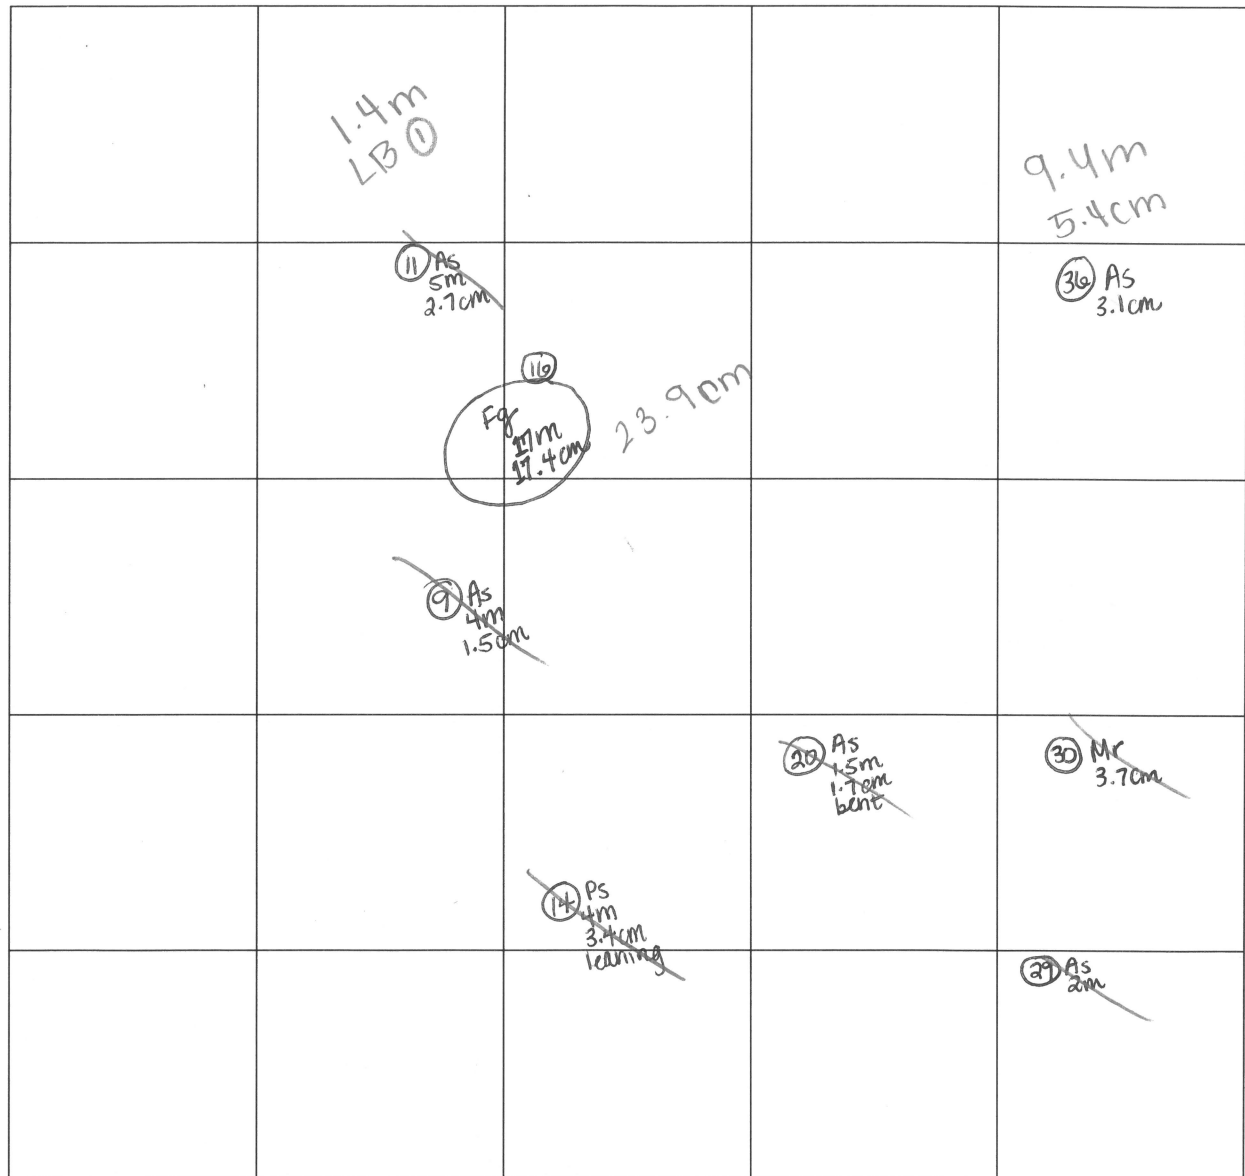 1.4m
LB ①
9.4m
5.4cm
11 As
5m
2.7cm
36 As
3.1cm
16
Fg
17m
17.4cm
23.9cm
9 As
4m
1.5cm
20 As
1.5m
1.7cm
bent
30 Mr
3.7cm
14 Ps
4m
3.4cm
leaning
29 As
2m